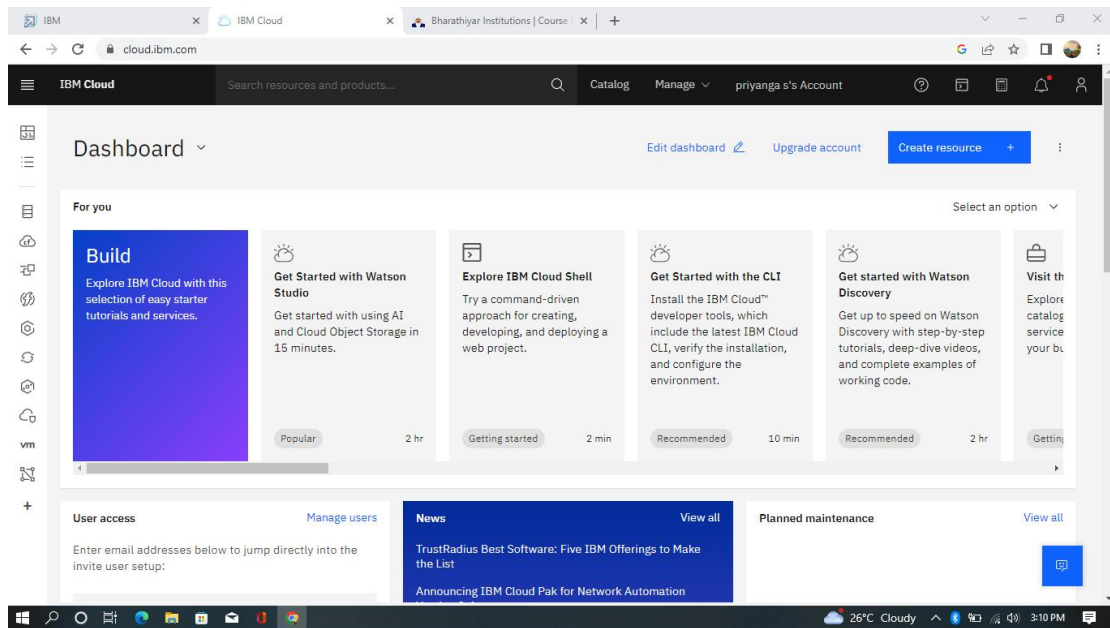 IBM
IBM Cloud
Bharathiyar Institutions | Course
cloud.ibm.com
IBM Cloud
Search resources and products...
Catalog
Manage
priyanga s's Account
Dashboard
Edit dashboard
Upgrade account
Create resource +
For you
Select an option
Build
Explore IBM Cloud with this
selection of easy starter
tutorials and services.
Get Started with Watson
Studio
Get started with using AI
and Cloud Object Storage in
15 minutes.
Popular
2 hr
Explore IBM Cloud Shell
Try a command-driven
approach for creating,
developing, and deploying a
web project.
Getting started
2 min
Get Started with the CLI
Install the IBM Cloud™
developer tools, which
include the latest IBM Cloud
CLI, verify the installation,
and configure the
environment.
Recommended
10 min
Get started with Watson
Discovery
Get up to speed on Watson
Discovery with step-by-step
tutorials, deep-dive videos,
and complete examples of
working code.
Recommended
2 hr
Visit th
Explore
catalog
service
your bu
Getting
vm
User access
Manage users
Enter email addresses below to jump directly into the
invite user setup:
News
View all
TrustRadius Best Software: Five IBM Offerings to Make
the List
Announcing IBM Cloud Pak for Network Automation
Planned maintenance
View all
26°C Cloudy
3:10 PM